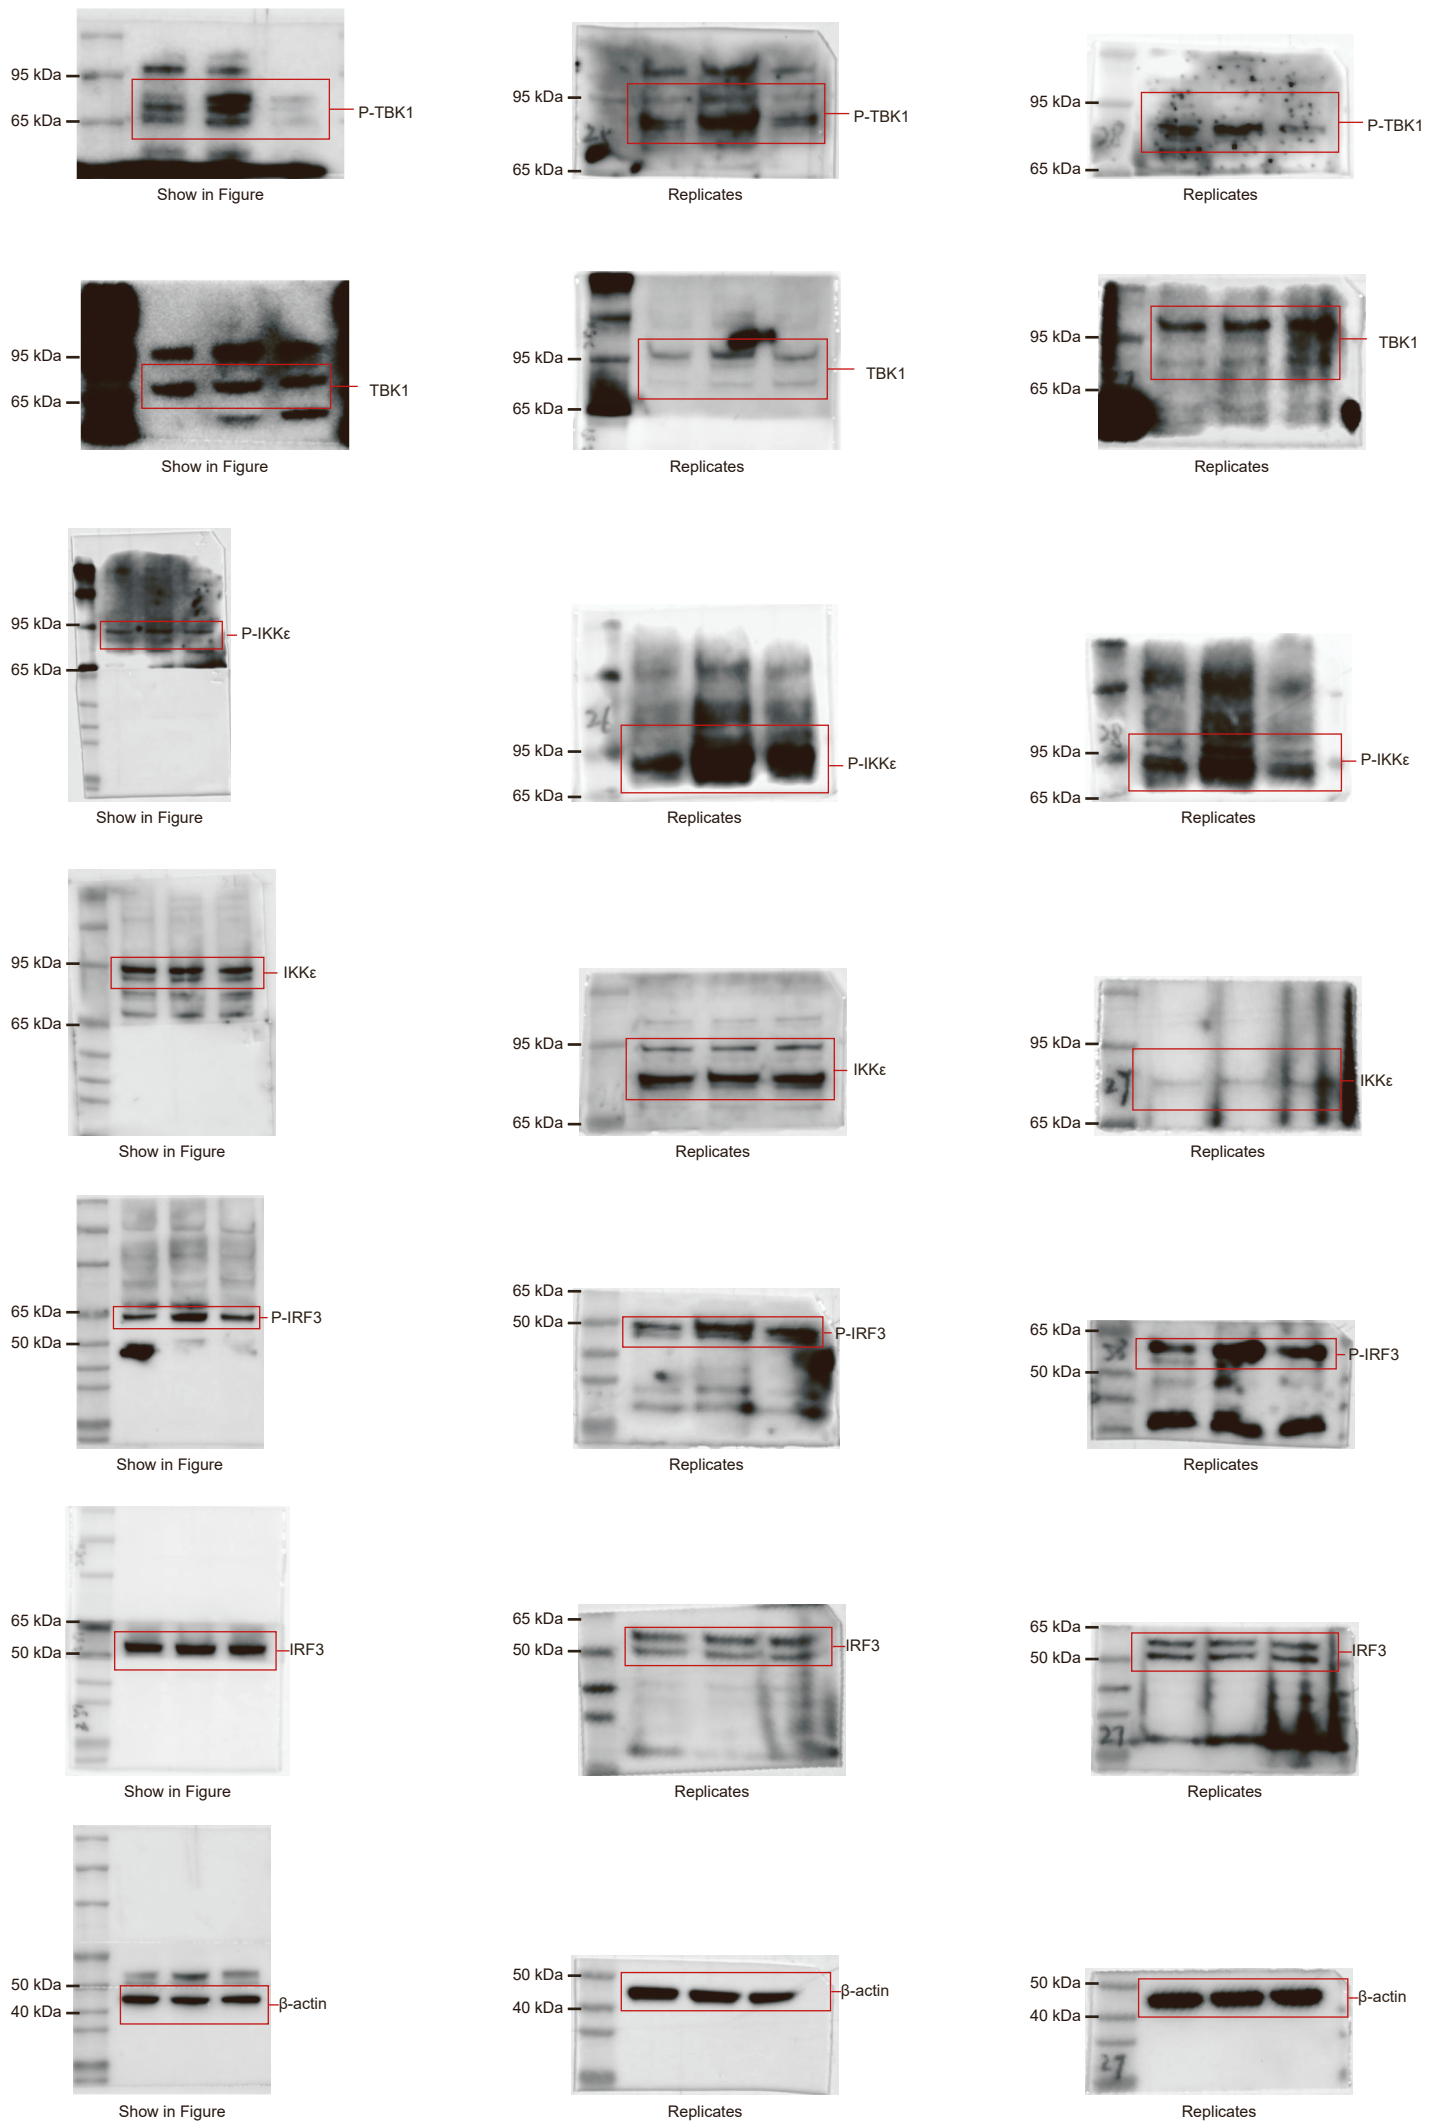 95 kDa
65 kDa
P-TBK1
Show in Figure
95 kDa
65 kDa
P-TBK1
Replicates
95 kDa
65 kDa
P-TBK1
Replicates
95 kDa
65 kDa
TBK1
Show in Figure
95 kDa
65 kDa
TBK1
Replicates
95 kDa
65 kDa
TBK1
Replicates
95 kDa
65 kDa
P-IKKε
Show in Figure
26
95 kDa
65 kDa
P-IKKε
Replicates
28
95 kDa
65 kDa
P-IKKε
Replicates
95 kDa
65 kDa
IKKε
Show in Figure
95 kDa
65 kDa
IKKε
Replicates
95 kDa
65 kDa
27
IKKε
Replicates
65 kDa
50 kDa
P-IRF3
Show in Figure
65 kDa
50 kDa
P-IRF3
Replicates
65 kDa
50 kDa
P-IRF3
Replicates
65 kDa
50 kDa
IRF3
Show in Figure
65 kDa
50 kDa
IRF3
Replicates
65 kDa
50 kDa
IRF3
27
Replicates
50 kDa
40 kDa
β-actin
Show in Figure
50 kDa
40 kDa
β-actin
Replicates
50 kDa
40 kDa
β-actin
27
Replicates